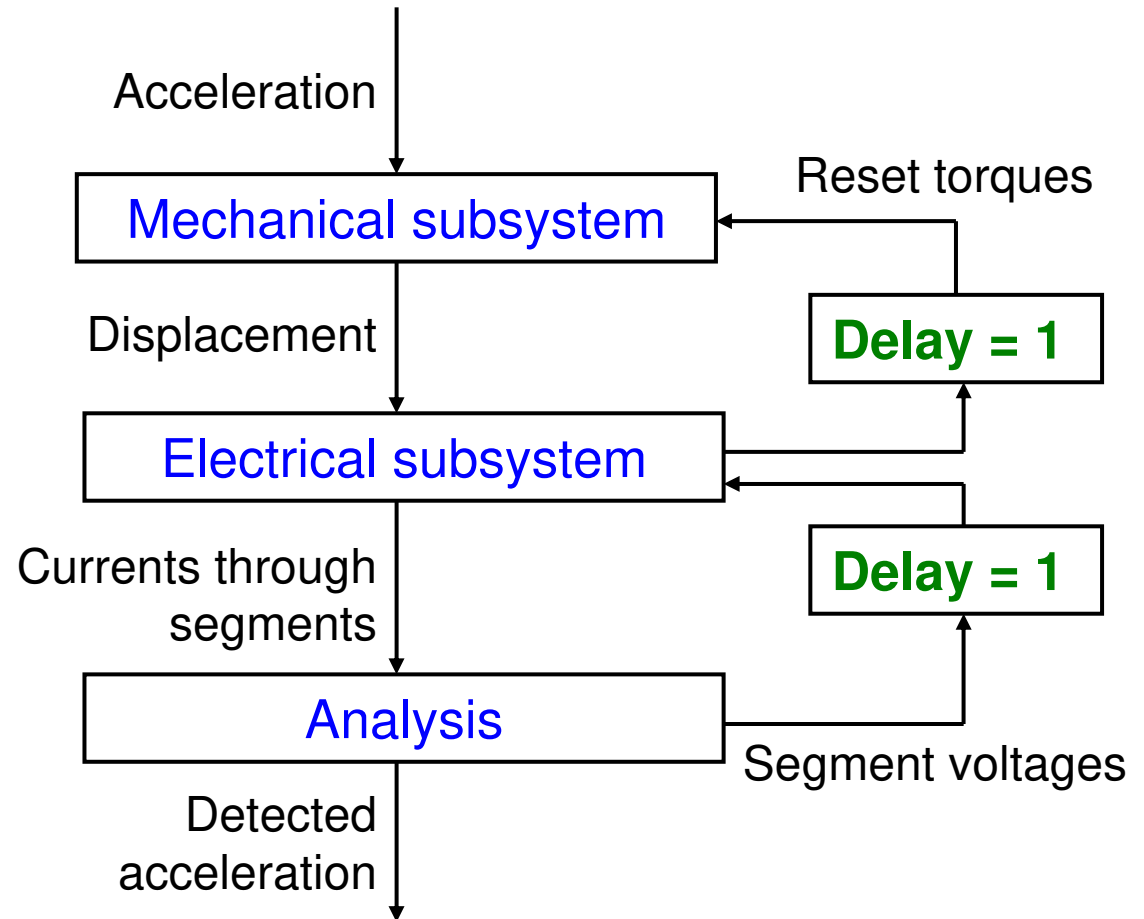 Acceleration
Reset torques
Mechanical subsystem
Displacement
Delay = 1
Electrical subsystem
Currents through
segments
Delay = 1
Analysis
Segment voltages
Detected
acceleration